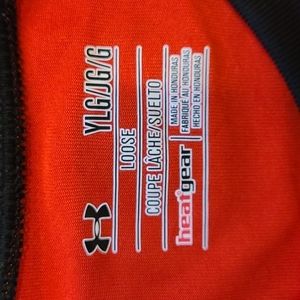 YLG/JG/G
LOOSE
COUPE LÂCHE/SUELTO
heatgear
MADE IN HONDURAS
FABRIQUÉ AU HONDURAS
HECHO EN HONDURAS